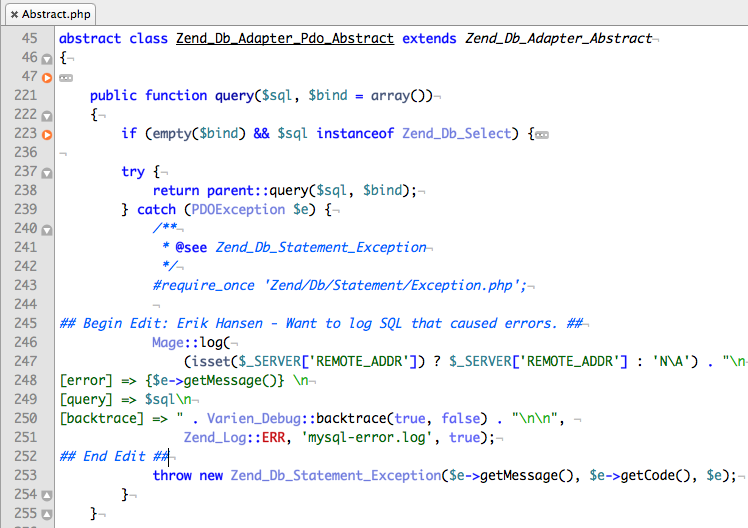 Abstract.php
45 abstract class Zend_Db_Adapter_Pdo_Abstract extends Zend_Db_Adapter_Abstract¬
46 {¬
47
221 public function query($sql, $bind = array())¬
222 {¬
223 if (empty($bind) && $sql instanceof Zend_Db_Select) {
236 ¬
237 try {¬
238 return parent::query($sql, $bind);¬
239 } catch (PDOException $e) {¬
240 /**¬
241 * @see Zend_Db_Statement_Exception¬
242 */¬
243 #require_once 'Zend/Db/Statement/Exception.php';¬
244 ¬
245 ## Begin Edit: Erik Hansen - Want to log SQL that caused errors. ##¬
246 Mage::log(¬
247 (isset($_SERVER['REMOTE_ADDR']) ? $_SERVER['REMOTE_ADDR'] : 'N\A') . "\n
248 [error] => {$e->getMessage()} \n¬
249 [query] => $sql\n¬
250 [backtrace] => " . Varien_Debug::backtrace(true, false) . "\n\n", ¬
251 Zend_Log::ERR, 'mysql-error.log', true);¬
252 ## End Edit ##¬
253 throw new Zend_Db_Statement_Exception($e->getMessage(), $e->getCode(), $e);¬
254 }¬
255 }¬